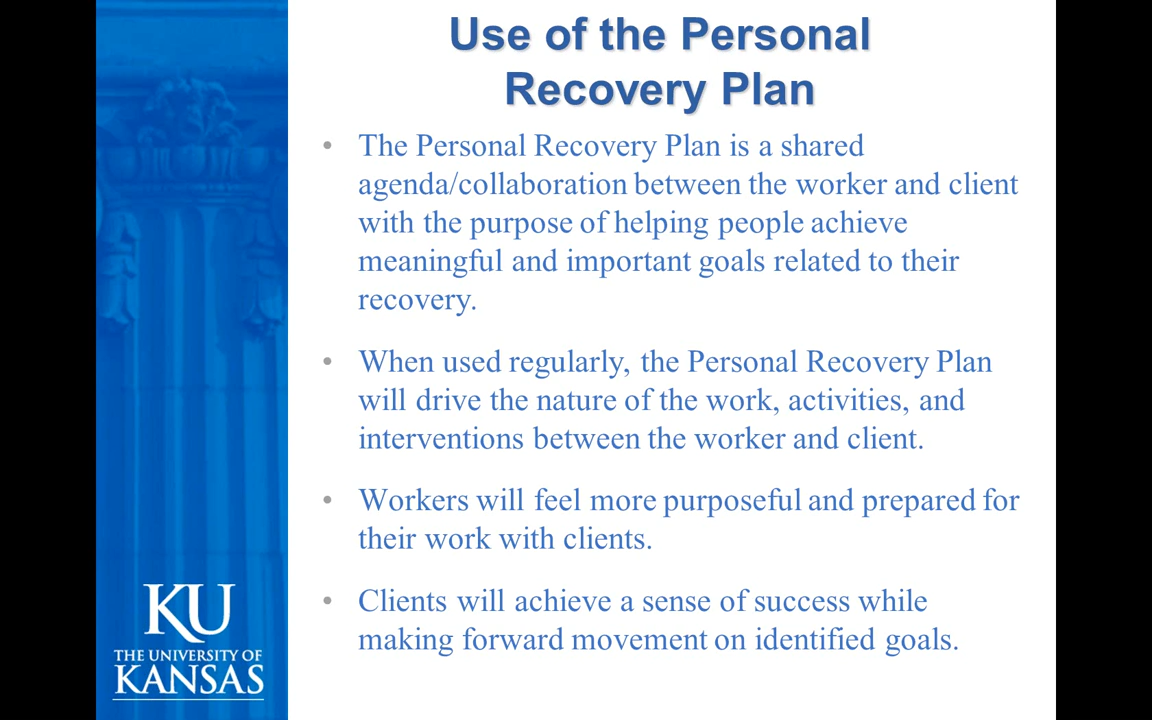 Use of the Personal
Recovery Plan
• The Personal Recovery Plan is a shared
agenda/collaboration between the worker and client
with the purpose of helping people achieve
meaningful and important goals related to their
recovery.
• When used regularly, the Personal Recovery Plan
will drive the nature of the work, activities, and
interventions between the worker and client.
• Workers will feel more purposeful and prepared for
their work with clients.
• Clients will achieve a sense of success while
making forward movement on identified goals.
KU
THE UNIVERSITY OF
KANSAS